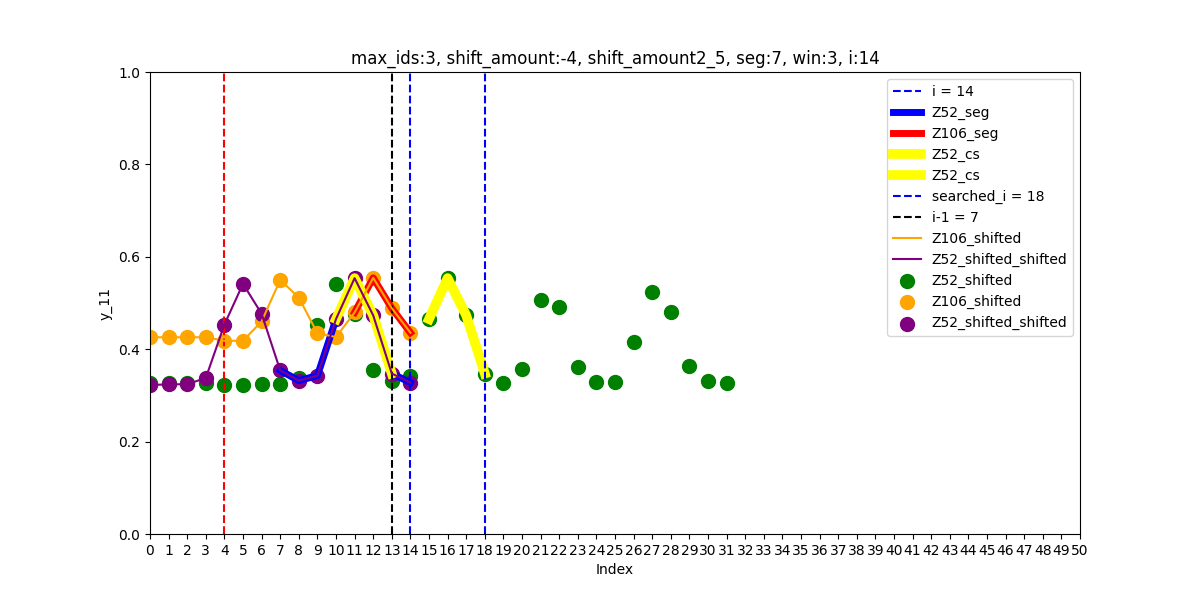 max_ids:3, shift_amount:-4, shift_amount2_5, seg:7, win:3, i:14
1.0
0.8
0.6
0.4
0.2
0.0
y_11
i = 14
Z52_seg
Z106_seg
Z52_cs
Z52_cs
searched_i = 18
i-1 = 7
Z106_shifted
Z52_shifted_shifted
Z52_shifted
Z106_shifted
Z52_shifted_shifted
0 1 2 3 4 5 6 7 8 9 10 11 12 13 14 15 16 17 18 19 20 21 22 23 24 25 26 27 28 29 30 31 32 33 34 35 36 37 38 39 40 41 42 43 44 45 46 47 48 49 50
Index